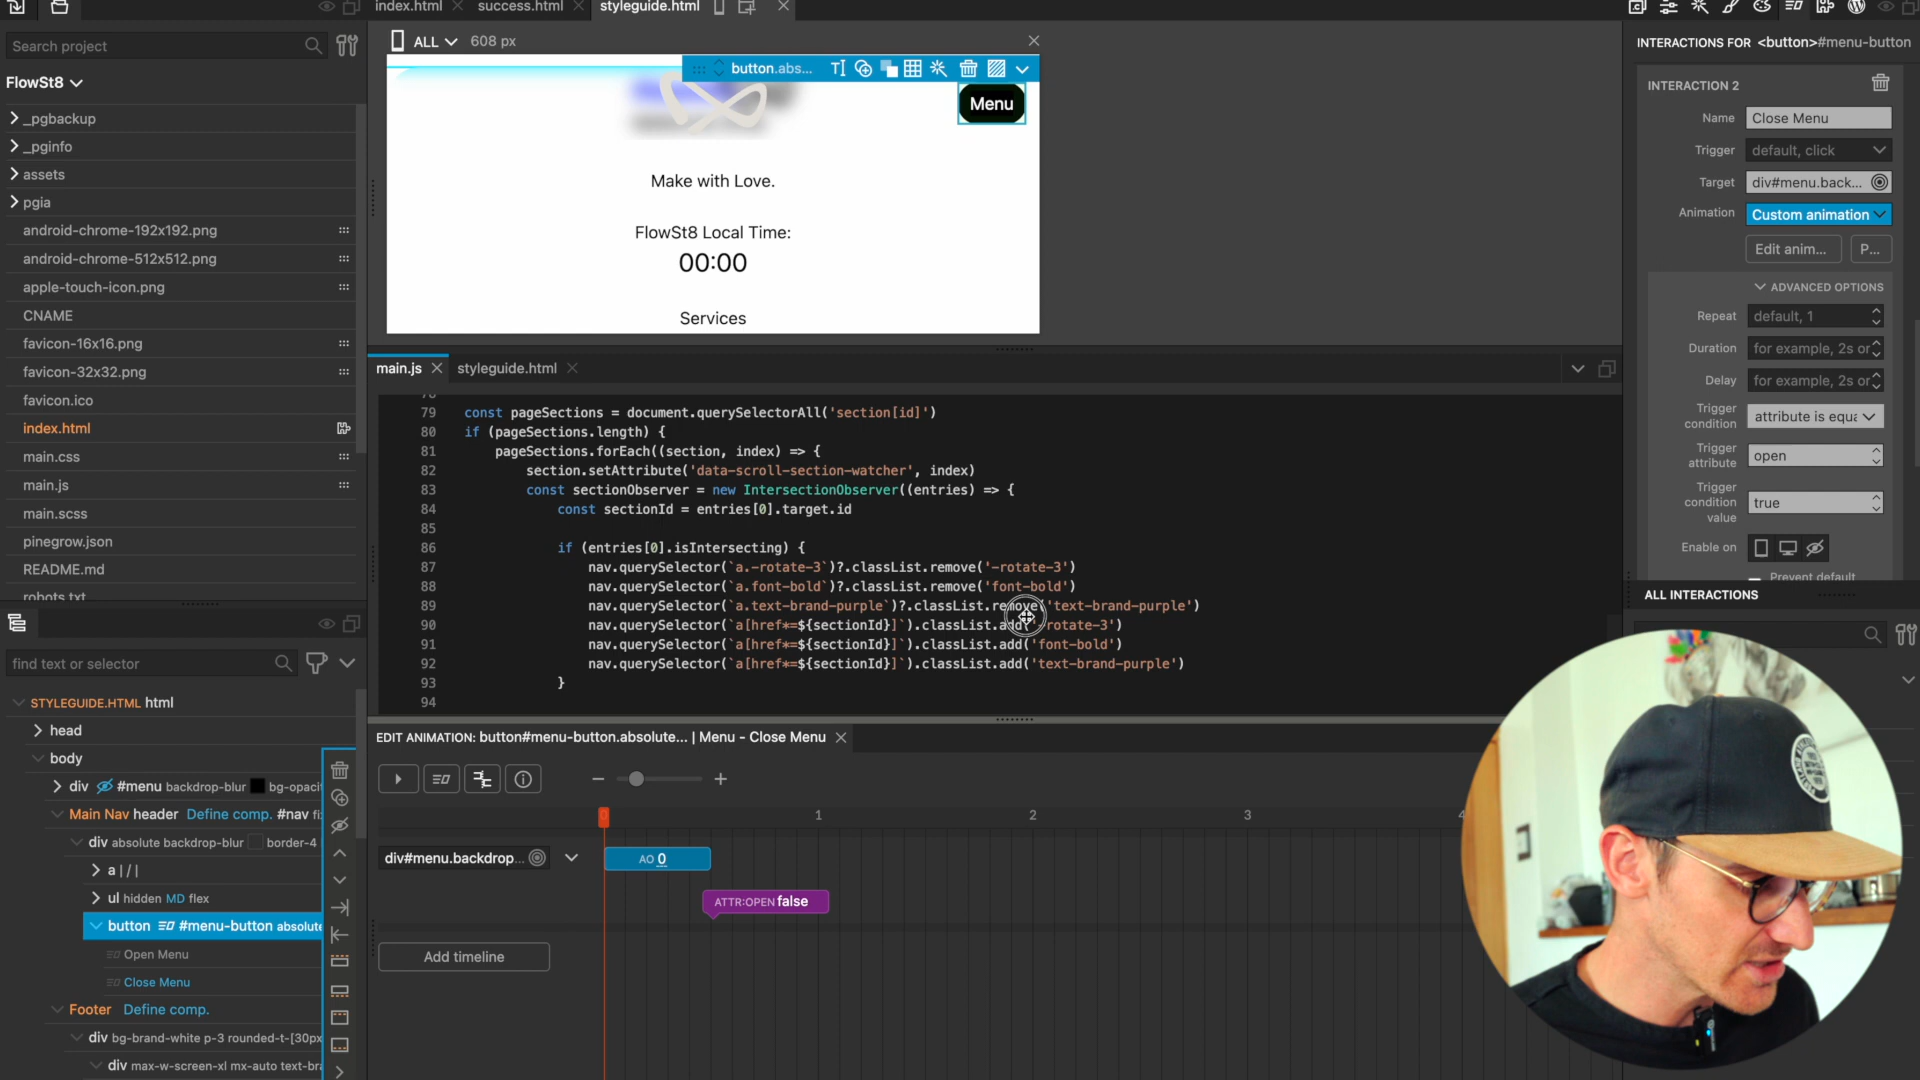 index.html
success.html
styleguide.html
Search project
FlowSt8
_pgbackup
_pginfo
assets
pgia
android-chrome-192x192.png
android-chrome-512x512.png
apple-touch-icon.png
CNAME
favicon-16x16.png
favicon-32x32.png
favicon.ico
index.html
main.css
main.js
main.scss
pinegrow.json
README.md
robots.txt
find text or selector
STYLEGUIDE.HTML html
head
body
div #menu backdrop-blur bg-opaci
Main Nav header Define comp. #nav
div absolute backdrop-blur border-4
a | / |
ul hidden MD flex
button #menu-button absolute
Open Menu
Close Menu
Footer Define comp.
div bg-brand-white p-3 rounded-t-[30px
div max-w-screen-xl mx-auto text-bra
ALL 608 px
button.abs...
Menu
Make with Love.
FlowSt8 Local Time:
00:00
Services
main.js
styleguide.html
78
79 const pageSections = document.querySelectorAll('section[id]')
80 if (pageSections.length) {
81 pageSections.forEach((section, index) => {
82 section.setAttribute('data-scroll-section-watcher', index)
83 const sectionObserver = new IntersectionObserver((entries) => {
84 const sectionId = entries[0].target.id
85
86 if (entries[0].isIntersecting) {
87 nav.querySelector(`a.-rotate-3`)?.classList.remove('-rotate-3')
88 nav.querySelector(`a.font-bold`)?.classList.remove('font-bold')
89 nav.querySelector(`a.text-brand-purple`)?.classList.remove('text-brand-purple')
90 nav.querySelector(`a[href*=${sectionId}]`).classList.add('-rotate-3')
91 nav.querySelector(`a[href*=${sectionId}]`).classList.add('font-bold')
92 nav.querySelector(`a[href*=${sectionId}]`).classList.add('text-brand-purple')
93 }
94
EDIT ANIMATION: button#menu-button.absolute... | Menu - Close Menu
0 1 2 3 4
div#menu.backdrop...
AO 0
ATTR:OPEN false
Add timeline
INTERACTIONS FOR <button>#menu-button
INTERACTION 2
Name Close Menu
Trigger default, click
Target div#menu.back...
Animation Custom animation
Edit anim... P...
ADVANCED OPTIONS
Repeat default, 1
Duration for example, 2s or
Delay for example, 2s or
Trigger condition attribute is equa
Trigger attribute open
Trigger condition value true
Enable on
Prevent default
ALL INTERACTIONS